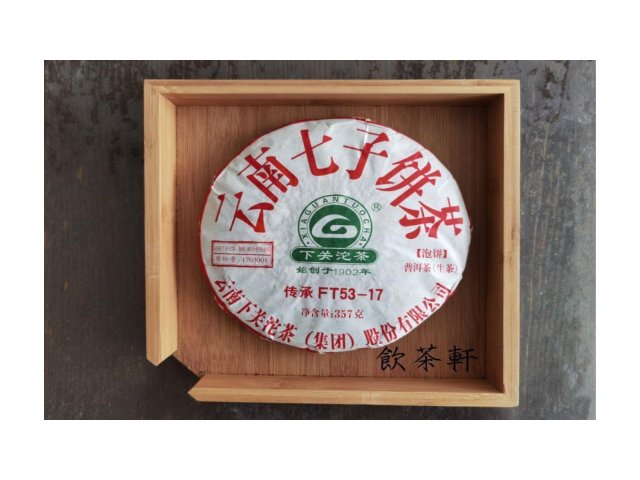 云南七子饼茶
XIAGUANTUOCHA
®
下关沱茶
始创于1902年
【泡饼】
普洱茶(生茶)
传承 FT53-17
净含量:357克
云南下关沱茶(集团)股份有限公司
飲茶軒